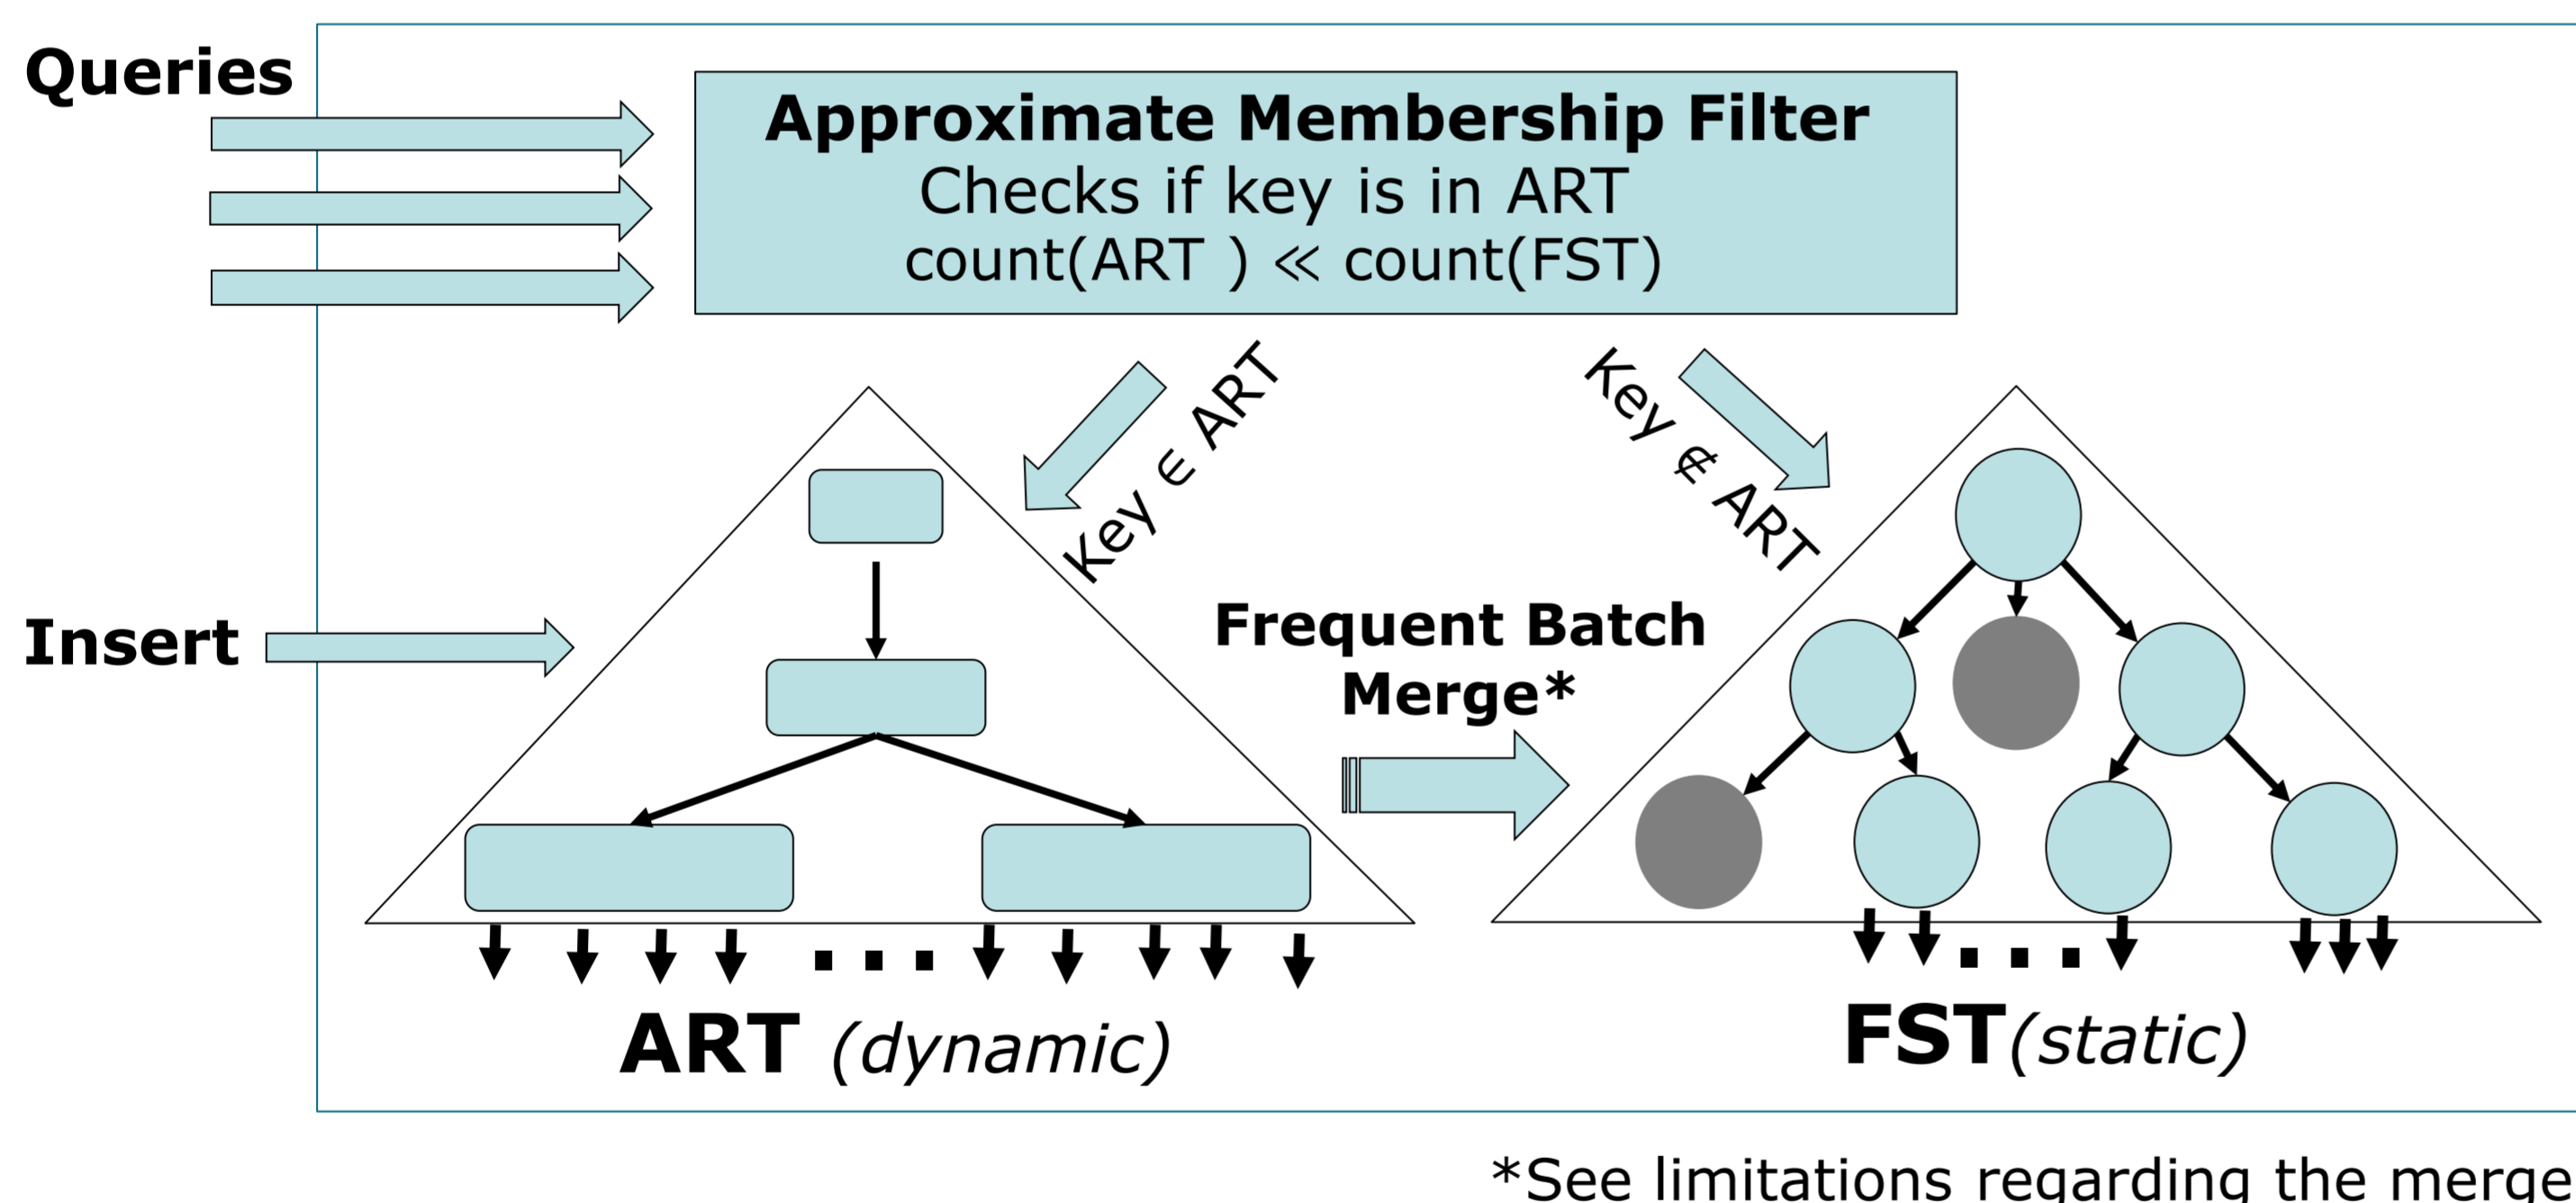 Queries
Approximate Membership Filter
Checks if key is in ART
count(ART ) ≪ count(FST)
Key ∈ ART
Key ∉ ART
Insert
Frequent Batch
Merge*
. . .
. . .
ART (dynamic)
FST(static)
*See limitations regarding the merge